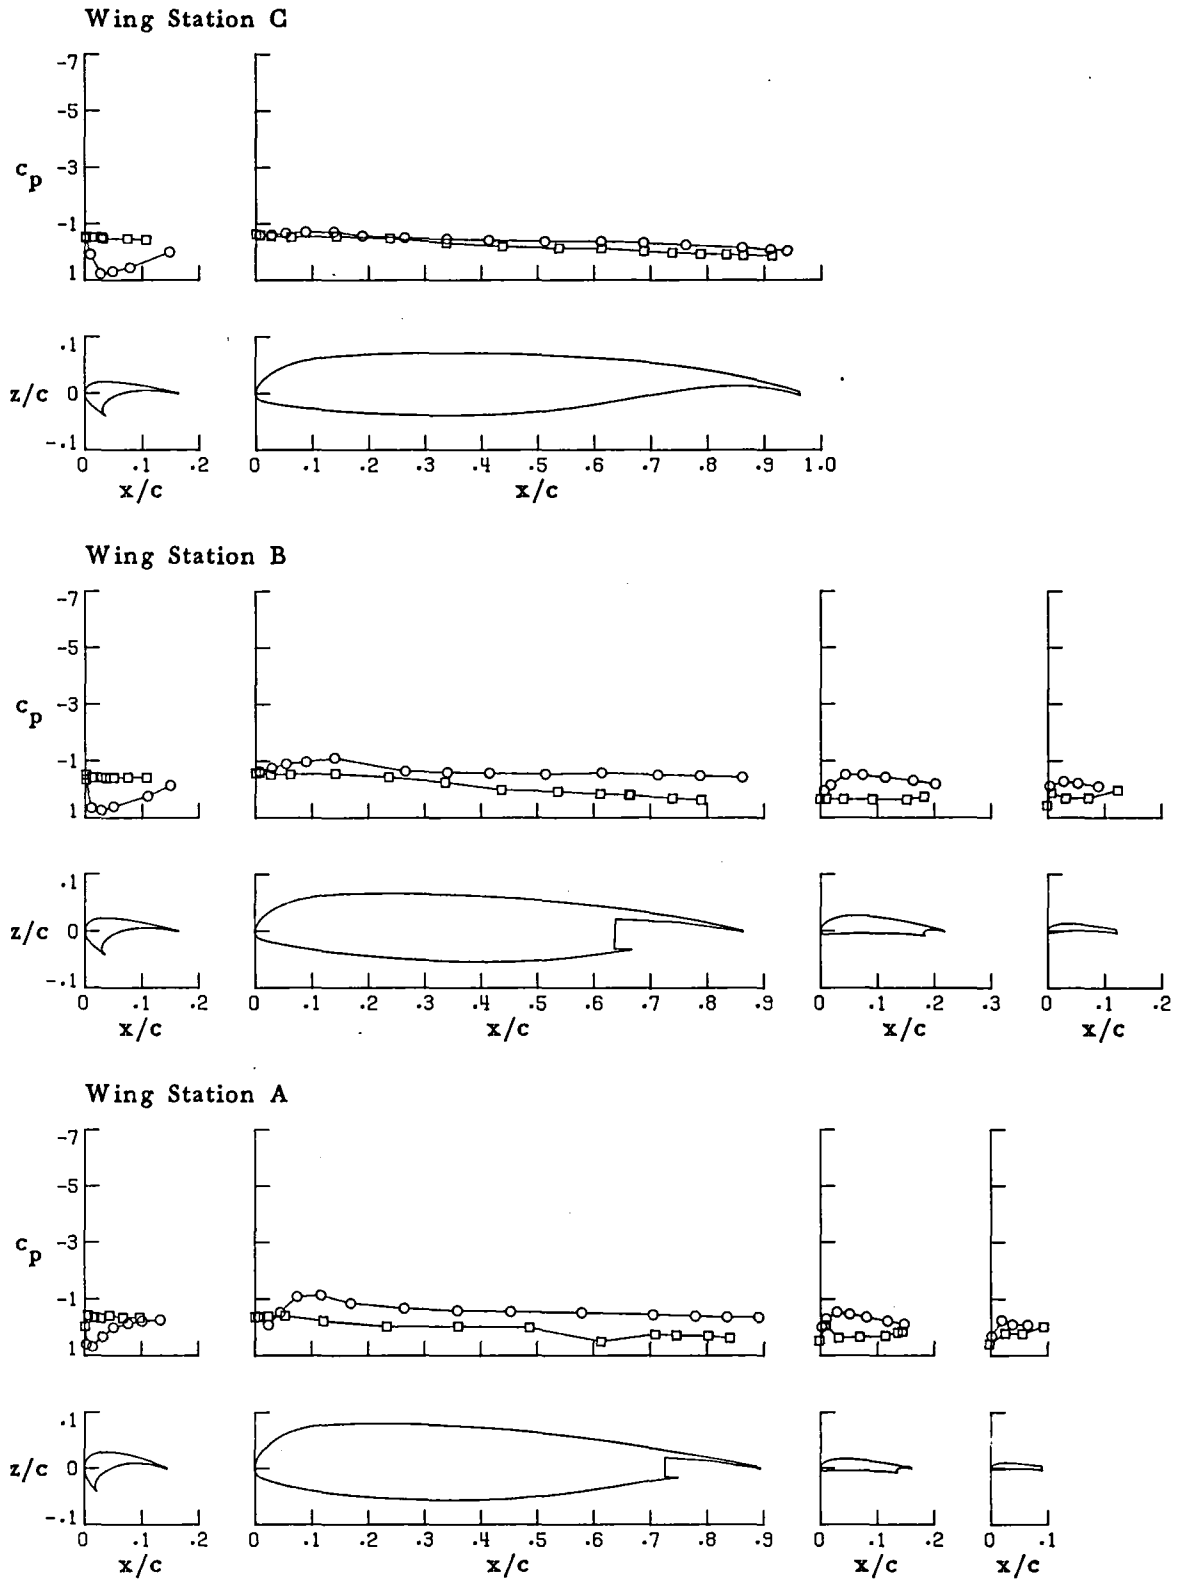 Wing Station C
-7
-5
c_p -3
-1
1
.1
z/c 0
-.1
0 .1 .2 0 .1 .2 .3 .4 .5 .6 .7 .8 .9 1.0
x/c x/c
Wing Station B
-7
-5
c_p -3
-1
1
.1
z/c 0
-.1
0 .1 .2 0 .1 .2 .3 .4 .5 .6 .7 .8 .9 0 .1 .2 .3 0 .1 .2
x/c x/c x/c x/c
Wing Station A
-7
-5
c_p -3
-1
1
.1
z/c 0
-.1
0 .1 .2 0 .1 .2 .3 .4 .5 .6 .7 .8 .9 0 .1 .2 0 .1
x/c x/c x/c x/c